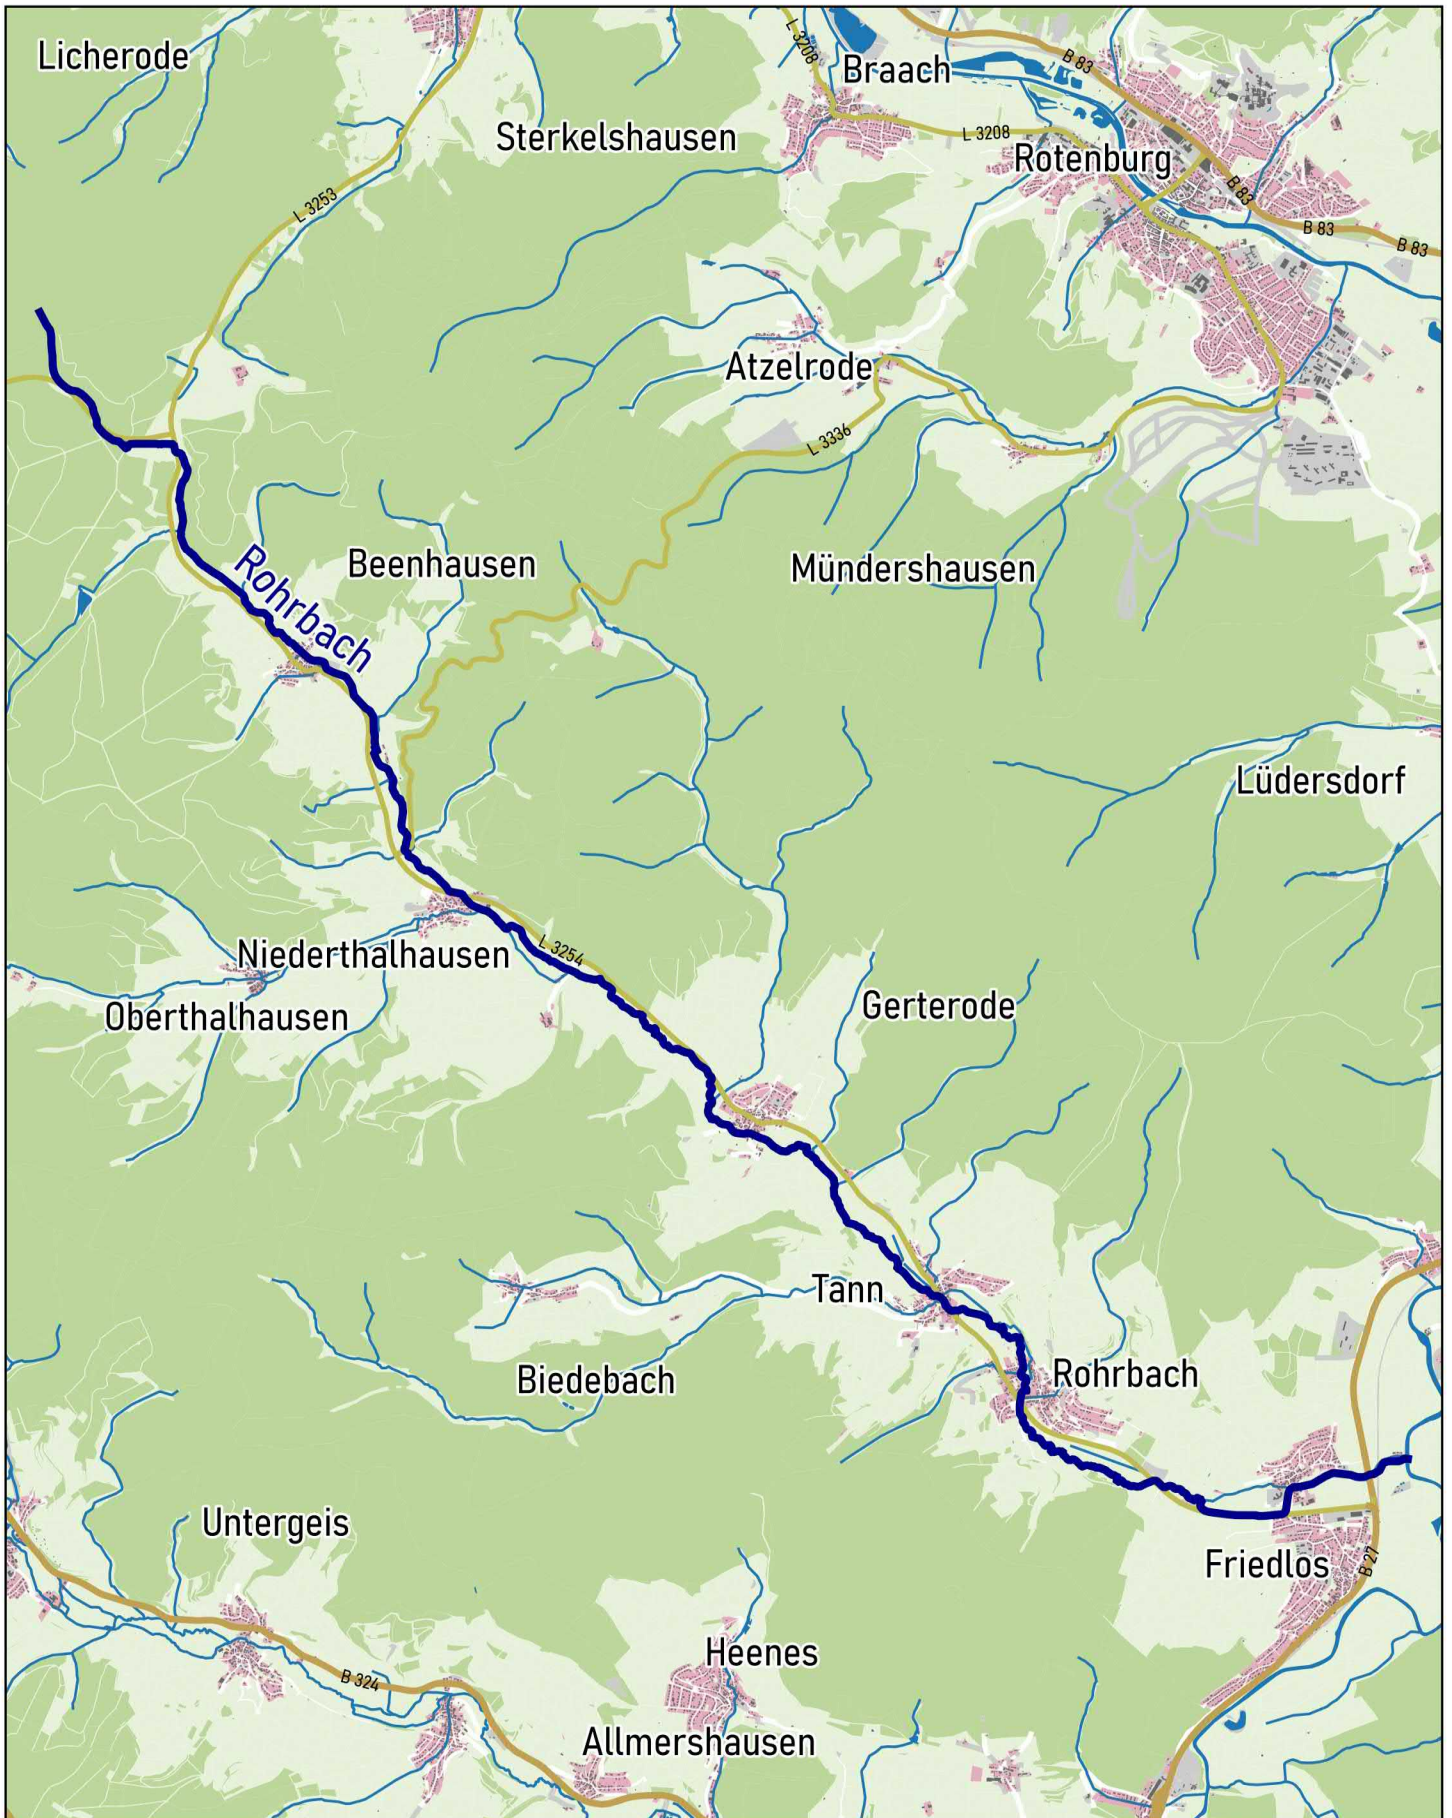 Licherode
L 3208
Braach
B 83
Sterkelshausen
L 3208
Rotenburg
L 3253
B 83
B 83
B 83
Atzelrode
L 3336
Rohrbach
Beenhausen
Mündershausen
Lüdersdorf
Niederthalhausen
L 3254
Oberthalhausen
Gerterode
Tann
Biedebach
Rohrbach
Untergeis
Friedlos
B 27
Heenes
B 324
Allmershausen